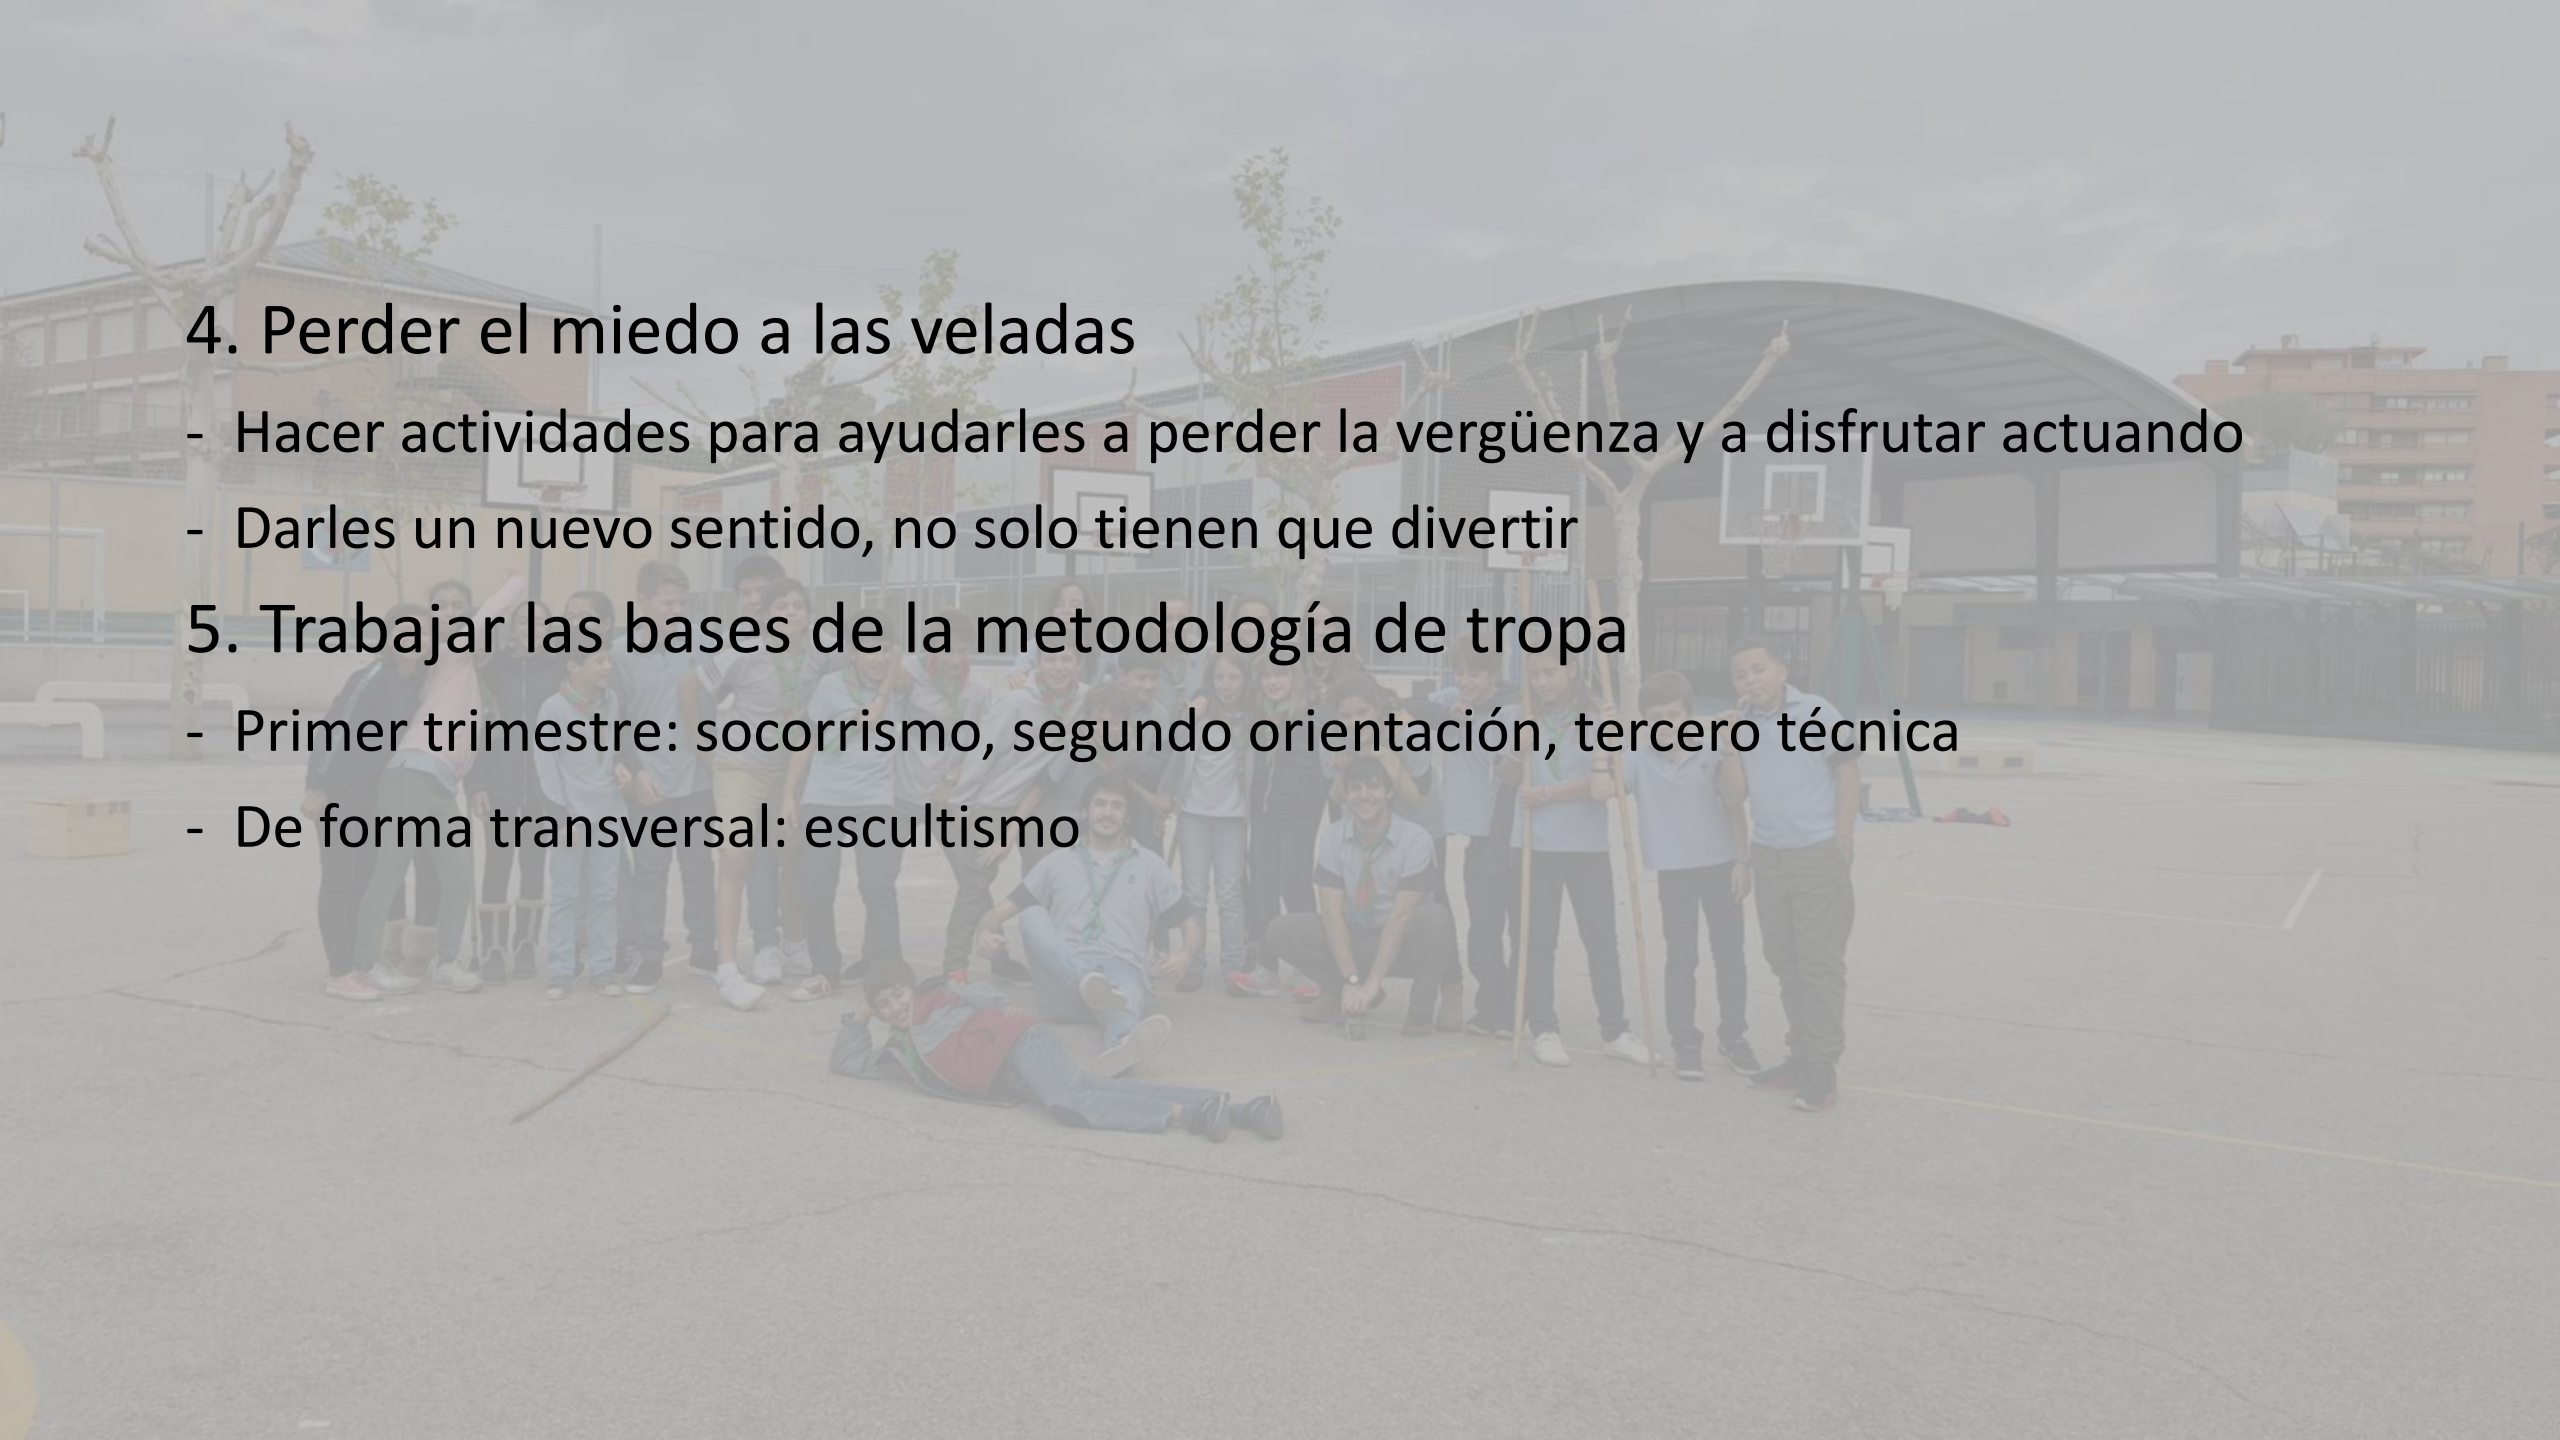 4. Perder el miedo a las veladas
- Hacer actividades para ayudarles a perder la vergüenza y a disfrutar actuando
- Darles un nuevo sentido, no solo tienen que divertir
5. Trabajar las bases de la metodología de tropa
- Primer trimestre: socorrismo, segundo orientación, tercero técnica
- De forma transversal: escultismo